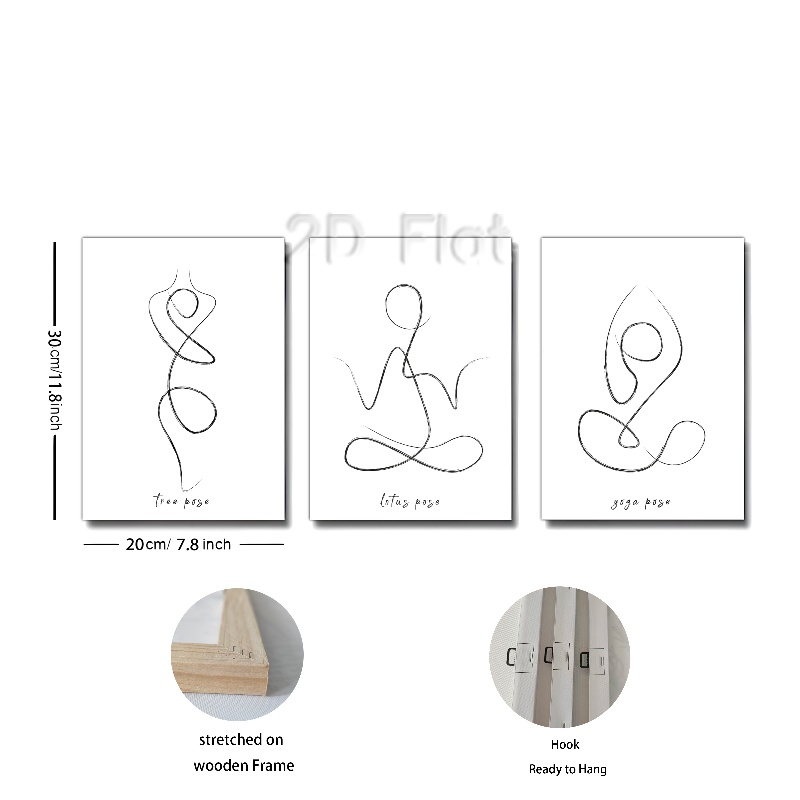 2D Flat
30cm/11.8inch
tree pose
lotus pose
yoga pose
20cm/ 7.8 inch
stretched on
wooden Frame
Hook
Ready to Hang